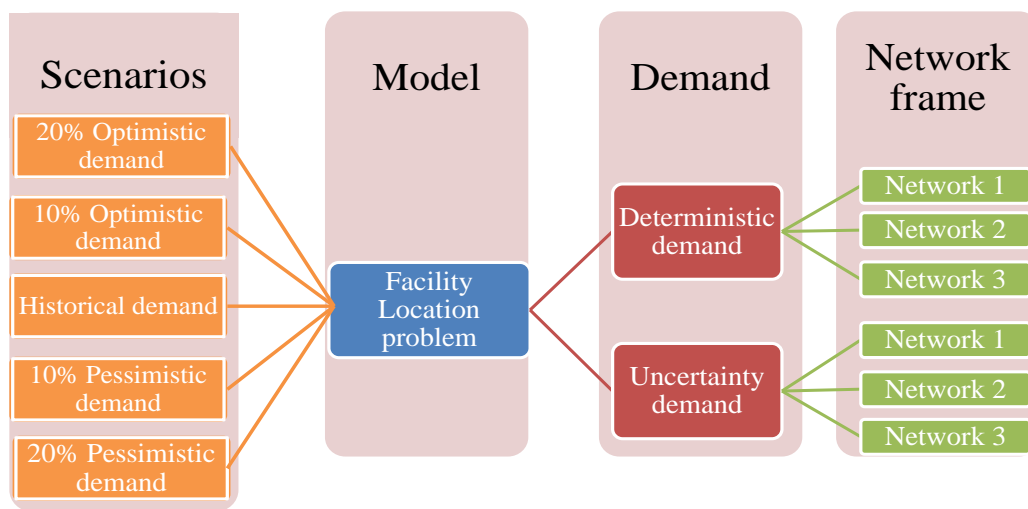 Scenarios
20% Optimistic
demand
10% Optimistic
demand
Historical demand
10% Pessimistic
demand
20% Pessimistic
demand
Model
Facility
Location
problem
Demand
Deterministic
demand
Uncertainty
demand
Network
frame
Network 1
Network 2
Network 3
Network 1
Network 2
Network 3